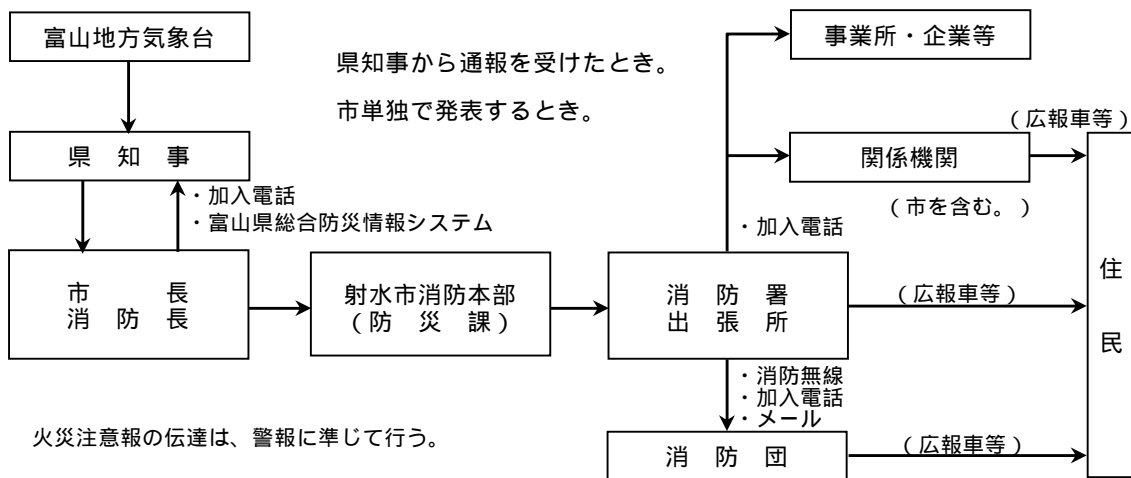 富山地方気象台
事業所・企業等
県知事から通報を受けたとき。
市単独で発表するとき。
(広報車等)
県 知 事
関係機関
・加入電話
・富山県総合防災情報システム
(市を含む。)
・加入電話
市 長
消 防 長
射水市消防本部
(防 災 課)
消 防 署
出 張 所
(広報車等)
住
民
・消防無線
・加入電話
・メール
火災注意報の伝達は、警報に準じて行う。
消 防 団
(広報車等)